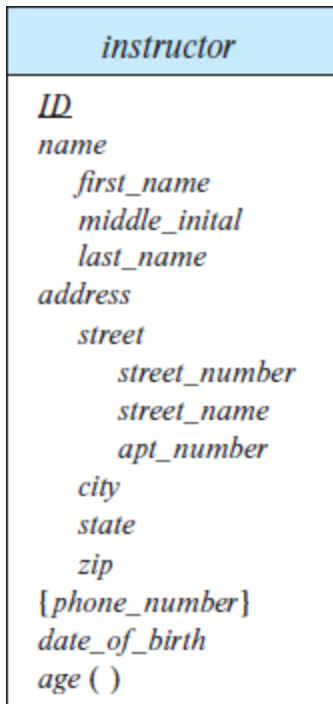 instructor
ID
name
first_name
middle_inital
last_name
address
street
street_number
street_name
apt_number
city
state
zip
{phone_number}
date_of_birth
age ( )